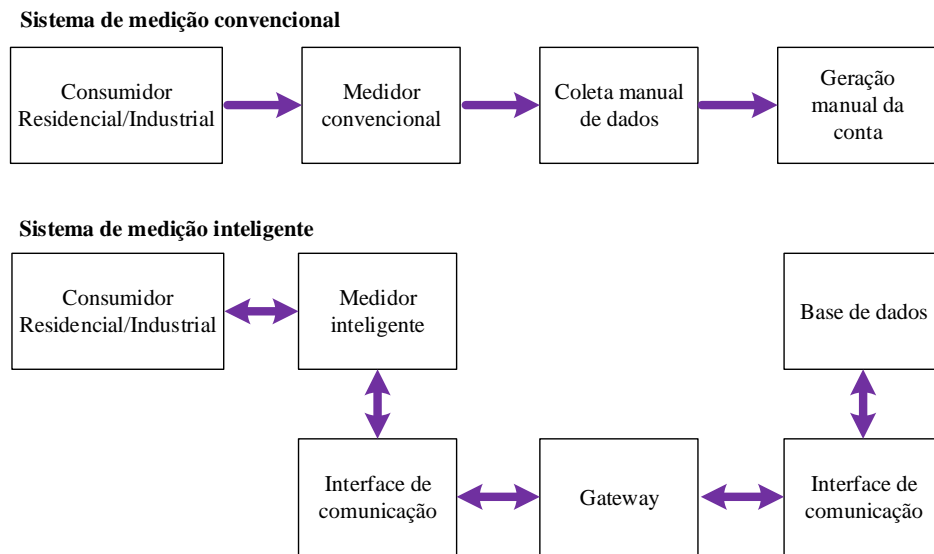 Sistema de medição convencional
Consumidor
Residencial/Industrial
Medidor
convencional
Coleta manual
de dados
Geração
manual da
conta
Sistema de medição inteligente
Consumidor
Residencial/Industrial
Medidor
inteligente
Base de dados
Interface de
comunicação
Gateway
Interface de
comunicação